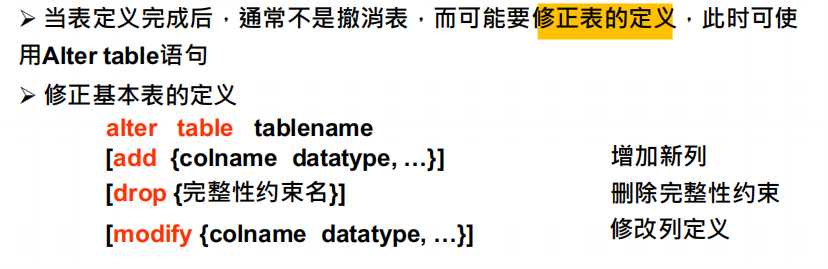 ➢ 当表定义完成后，通常不是撤消表，而可能要修正表的定义，此时可使
用Alter table语句
➢ 修正基本表的定义
alter table tablename
[add {colname datatype, …}] 增加新列
[drop {完整性约束名}] 删除完整性约束
[modify {colname datatype, …}] 修改列定义